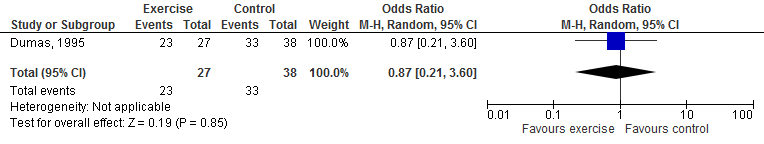 Exercise Control Odds Ratio Odds Ratio
Study or Subgroup Events Total Events Total Weight M-H, Random, 95% CI M-H, Random, 95% CI
Dumas, 1995 23 27 33 38 100.0% 0.87 [0.21, 3.60]
Total (95% CI) 27 38 100.0% 0.87 [0.21, 3.60]
Total events 23 33
Heterogeneity: Not applicable
Test for overall effect: Z = 0.19 (P = 0.85)
0.01 0.1 1 10 100
Favours exercise Favours control